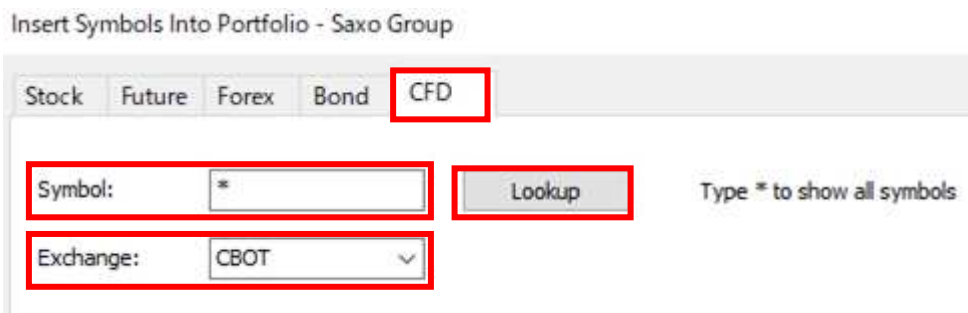 Insert Symbols Into Portfolio - Saxo Group
Stock Future Forex Bond CFD
Symbol: * Lookup Type * to show all symbols
Exchange: CBOT